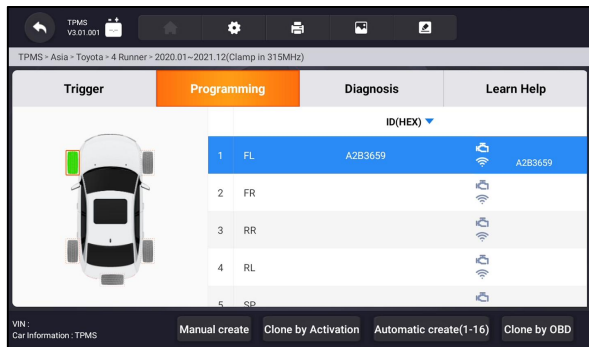 TPMS
V3.01.001
TPMS > Asia > Toyota > 4 Runner > 2020.01~2021.12(Clamp in 315MHz)
Trigger Programming Diagnosis Learn Help
ID(HEX)
1 FL A2B3659 A2B3659
2 FR
3 RR
4 RL
5 SP
VIN :
Car Information : TPMS
Manual create Clone by Activation Automatic create(1-16) Clone by OBD